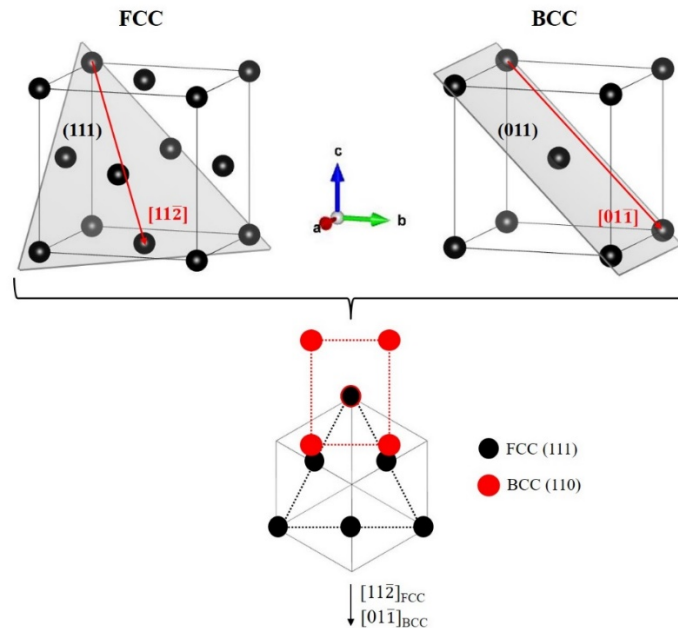 FCC
BCC
(111)
[112̅]
c
b
a
(011)
[011̅]
FCC (111)
BCC (110)
[112̅]FCC
[011̅]BCC